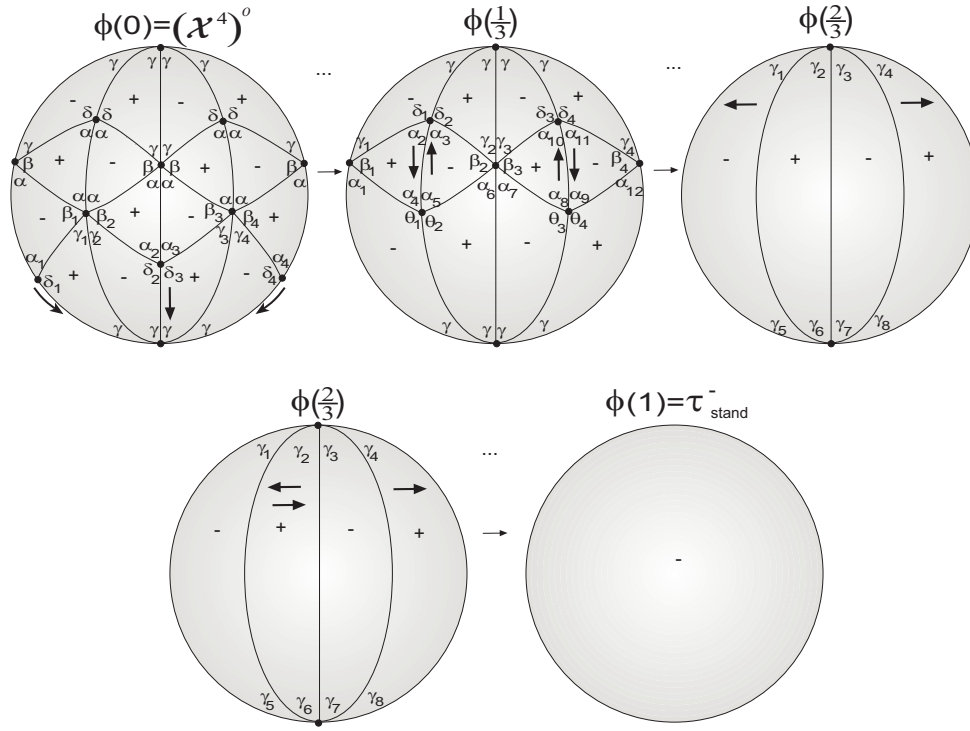 ϕ(0)=(𝒳⁴)ᵒ ϕ(1/3) ϕ(2/3)
... ...
γ γ γ γ
- + - +
δ δ δ δ
α α α α
γ γ γ γ
β β β β
α + - α α + - α
α α α α
- β₁ β₂ + - β₃ β₄ +
γ₁ γ₂ γ₃ γ₄
α₁ α₂ α₃ α₄
δ₁ + - δ₂ δ₃ + - δ₄
γ γ γ γ
γ γ γ γ
- + - +
δ₁ δ₂ δ₃ δ₄
γ₁ α₂ α₃ γ₂ γ₃ α₁₀ α₁₁ γ₄
β₁ + - β₂ β₃ + - β₄
α₁ α₄ α₅ α₆ α₇ α₈ α₉ α₁₂
θ₁ θ₂ θ₃ θ₄
- + - +
γ γ γ γ
γ₁ γ₂ γ₃ γ₄
- + - +
γ₅ γ₆ γ₇ γ₈
ϕ(2/3) ϕ(1)=τ⁻stand
...
γ₁ γ₂ γ₃ γ₄
- + - +
-
γ₅ γ₆ γ₇ γ₈